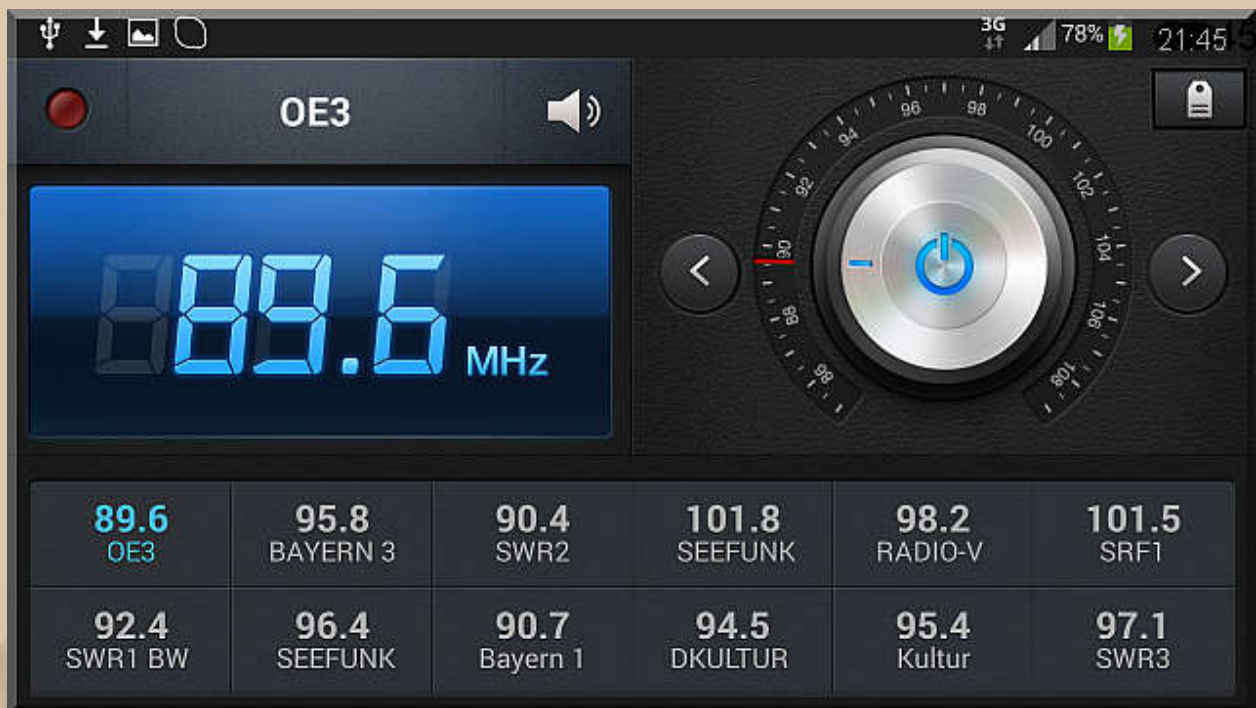 3G 78% 21:45
OE3
89.6 MHz
86 88 90 92 94 96 98 100 102 104 106 108
89.6 95.8 90.4 101.8 98.2 101.5
OE3 BAYERN 3 SWR2 SEEFUNK RADIO-V SRF1
92.4 96.4 90.7 94.5 95.4 97.1
SWR1 BW SEEFUNK Bayern 1 DKULTUR Kultur SWR3